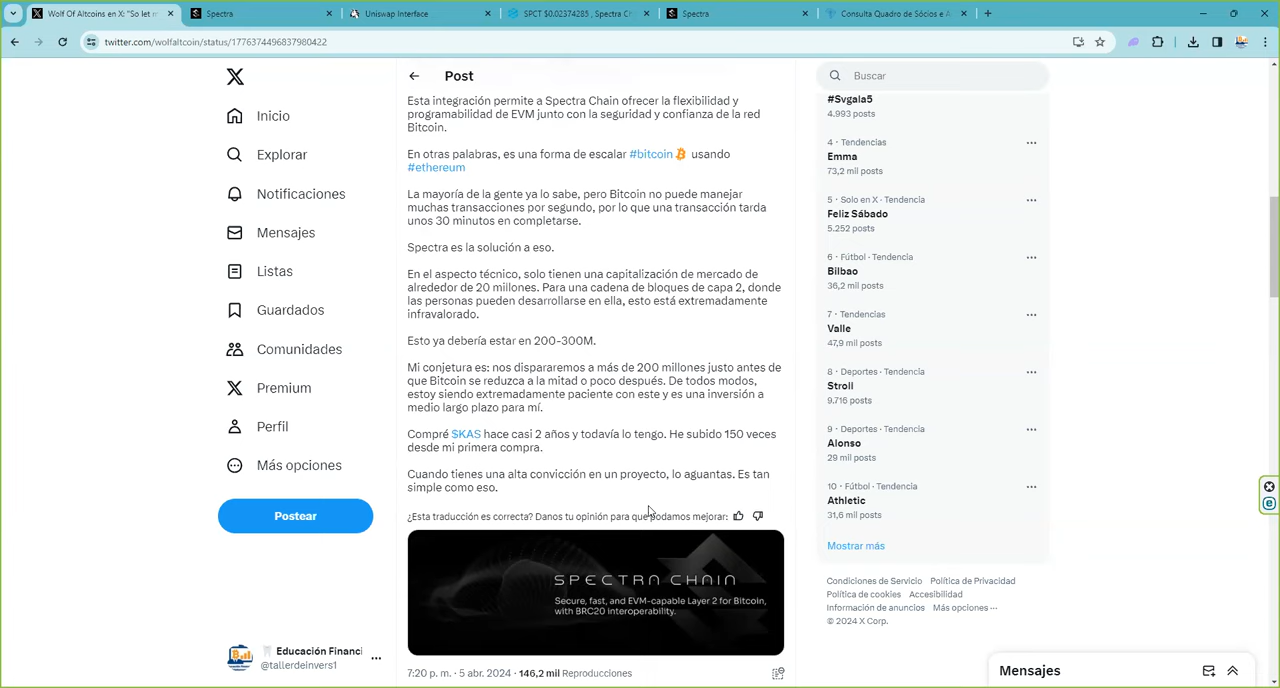 Wolf Of Altcoins en X: "So let m
Spectra
Uniswap Interface
SPCT $0.02374285 , Spectra Ch
Spectra
Consulta Quadro de Sócios e A
twitter.com/wolfaltcoin/status/1776374496837980422
Inicio
Explorar
Notificaciones
Mensajes
Listas
Guardados
Comunidades
Premium
Perfil
Más opciones
Postear
Educación Financi
@tallerdeinvers1
Post
Esta integración permite a Spectra Chain ofrecer la flexibilidad y
programabilidad de EVM junto con la seguridad y confianza de la red
Bitcoin.
En otras palabras, es una forma de escalar #bitcoin usando
#ethereum
La mayoría de la gente ya lo sabe, pero Bitcoin no puede manejar
muchas transacciones por segundo, por lo que una transacción tarda
unos 30 minutos en completarse.
Spectra es la solución a eso.
En el aspecto técnico, solo tienen una capitalización de mercado de
alrededor de 20 millones. Para una cadena de bloques de capa 2, donde
las personas pueden desarrollarse en ella, esto está extremadamente
infravalorado.
Esto ya debería estar en 200-300M.
Mi conjetura es: nos dispararemos a más de 200 millones justo antes de
que Bitcoin se reduzca a la mitad o poco después. De todos modos,
estoy siendo extremadamente paciente con este y es una inversión a
medio largo plazo para mí.
Compré $KAS hace casi 2 años y todavía lo tengo. He subido 150 veces
desde mi primera compra.
Cuando tienes una alta convicción en un proyecto, lo aguantas. Es tan
simple como eso.
¿Esta traducción es correcta? Danos tu opinión para que podamos mejorar:
SPECTRA CHAIN
Secure, fast, and EVM-capable Layer 2 for Bitcoin,
with BRC20 interoperability.
7:20 p. m. · 5 abr. 2024 · 146,2 mil Reproducciones
Buscar
#Svgala5
4.993 posts
4 · Tendencias
Emma
73,2 mil posts
5 · Solo en X · Tendencia
Feliz Sábado
5.252 posts
6 · Fútbol · Tendencia
Bilbao
36,2 mil posts
7 · Tendencias
Valle
47,9 mil posts
8 · Deportes · Tendencia
Stroll
9.716 posts
9 · Deportes · Tendencia
Alonso
29 mil posts
10 · Fútbol · Tendencia
Athletic
31,6 mil posts
Mostrar más
Condiciones de Servicio Política de Privacidad
Política de cookies Accesibilidad
Información de anuncios Más opciones ···
© 2024 X Corp.
Mensajes